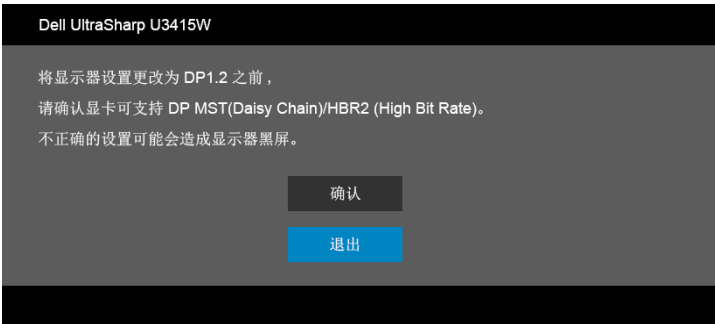 Dell UltraSharp U3415W
将显示器设置更改为 DP1.2 之前，
请确认显卡可支持 DP MST(Daisy Chain)/HBR2 (High Bit Rate)。
不正确的设置可能会造成显示器黑屏。
确认
退出